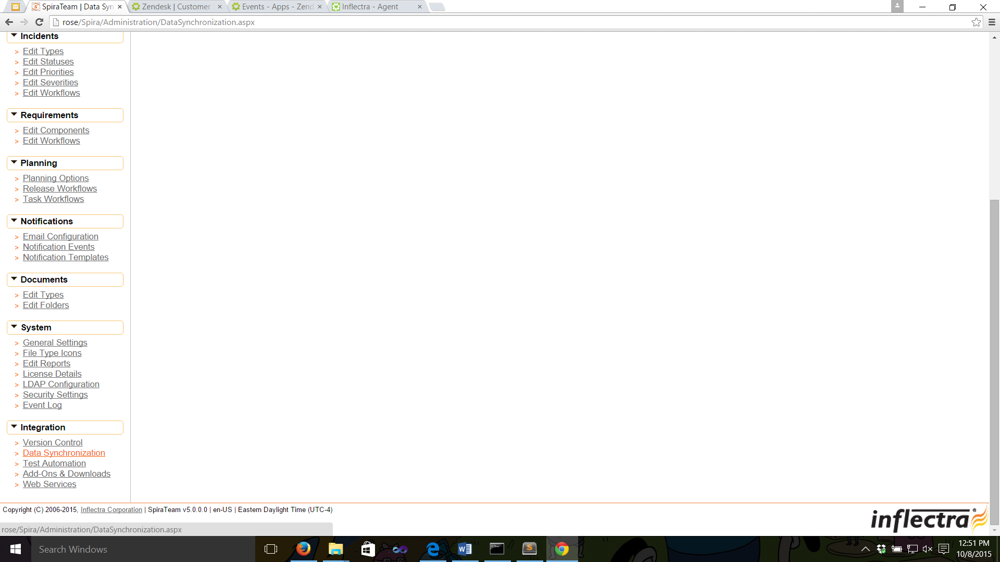 SpiraTeam | Data Syn
Zendesk | Customer
Events - Apps - Zend
Inflectra - Agent
rose/Spira/Administration/DataSynchronization.aspx
Incidents
> Edit Types
> Edit Statuses
> Edit Priorities
> Edit Severities
> Edit Workflows
Requirements
> Edit Components
> Edit Workflows
Planning
> Planning Options
> Release Workflows
> Task Workflows
Notifications
> Email Configuration
> Notification Events
> Notification Templates
Documents
> Edit Types
> Edit Folders
System
> General Settings
> File Type Icons
> Edit Reports
> License Details
> LDAP Configuration
> Security Settings
> Event Log
Integration
> Version Control
> Data Synchronization
> Test Automation
> Add-Ons & Downloads
> Web Services
Copyright (C) 2006-2015, Inflectra Corporation | SpiraTeam v5.0.0.0 | en-US | Eastern Daylight Time (UTC-4)
inflectra®
rose/Spira/Administration/DataSynchronization.aspx
Search Windows
12:51 PM
10/8/2015